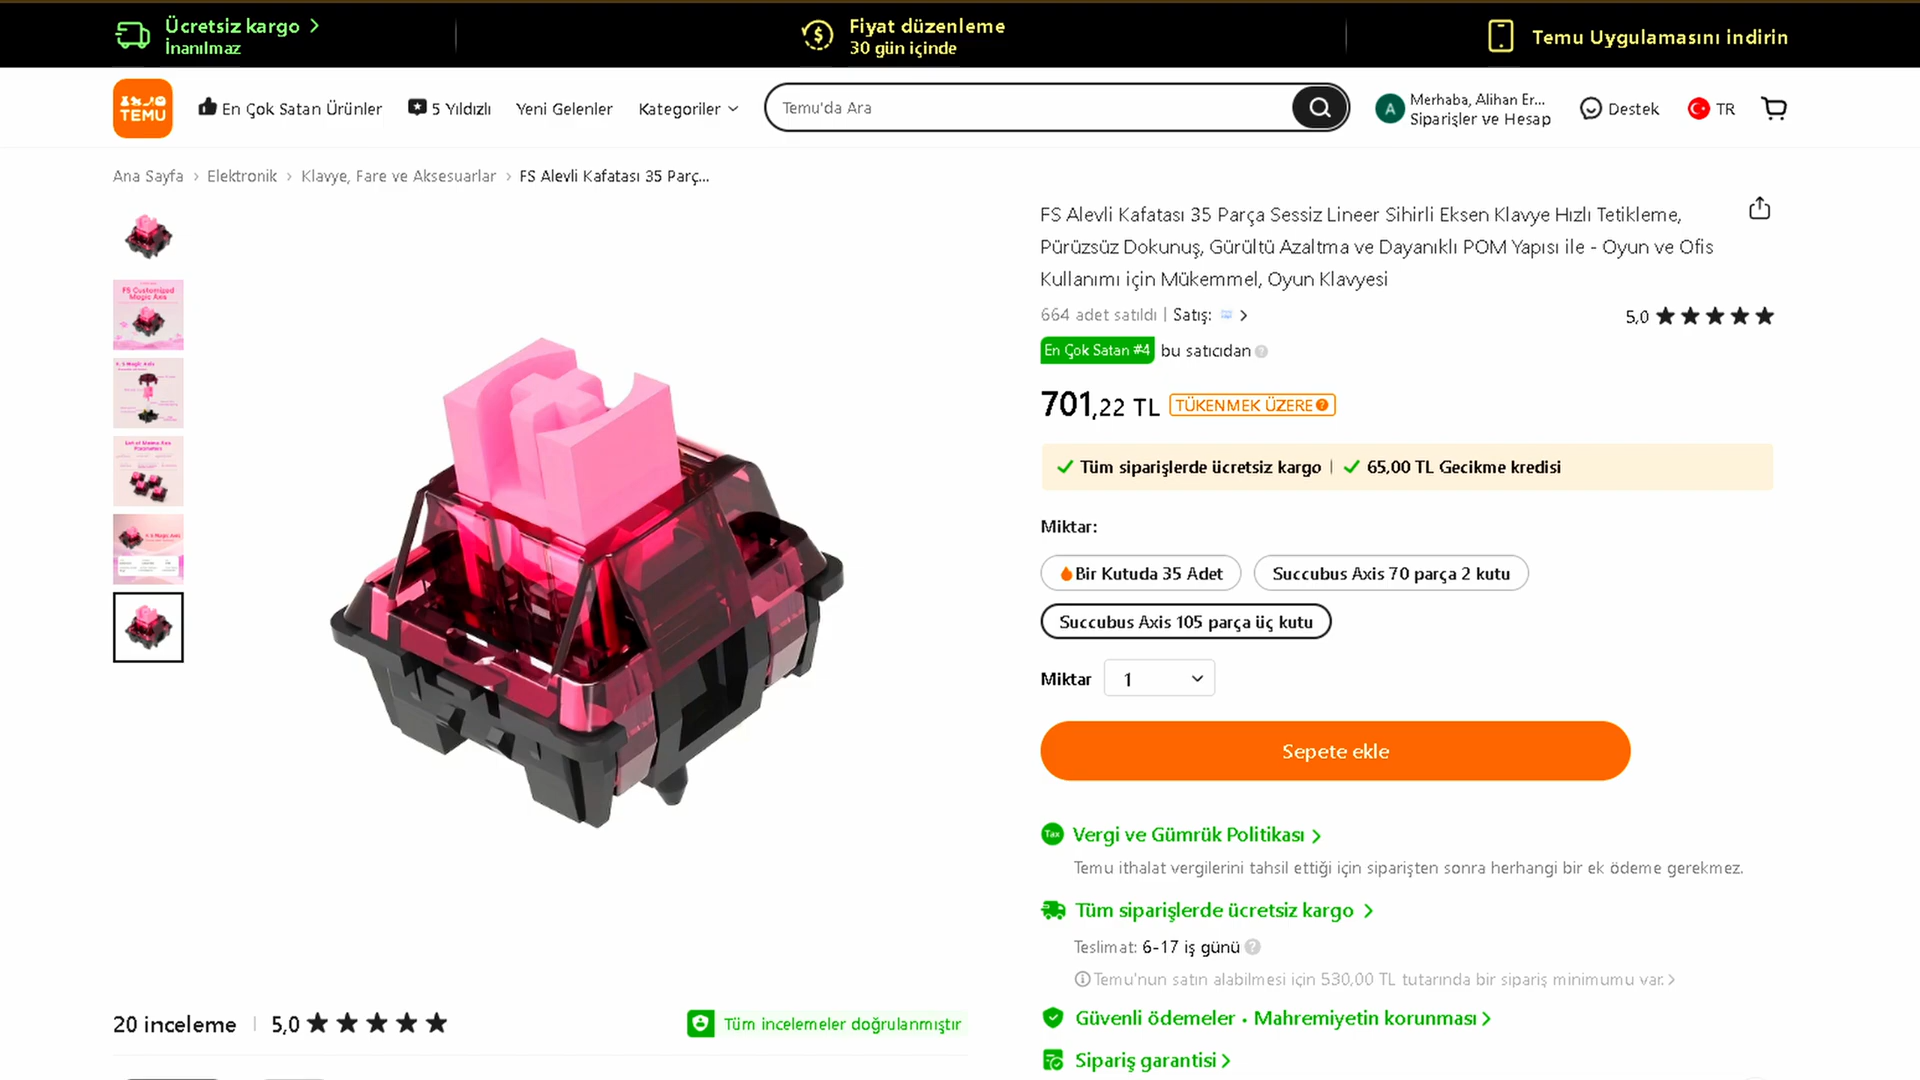 Ücretsiz kargo
İnanılmaz
Fiyat düzenleme
30 gün içinde
Temu Uygulamasını indirin
TEMU
En Çok Satan Ürünler
5 Yıldızlı
Yeni Gelenler
Kategoriler
Temu'da Ara
A
Merhaba, Alihan Er...
Siparişler ve Hesap
Destek
TR
Ana Sayfa › Elektronik › Klavye, Fare ve Aksesuarlar › FS Alevli Kafatası 35 Parç...
FS Customized
Magic Axis
FS Alevli Kafatası 35 Parça Sessiz Lineer Sihirli Eksen Klavye Hızlı Tetikleme,
Pürüzsüz Dokunuş, Gürültü Azaltma ve Dayanıklı POM Yapısı ile - Oyun ve Ofis
Kullanımı için Mükemmel, Oyun Klavyesi
664 adet satıldı | Satış:
5,0
En Çok Satan #4 bu satıcıdan
701,22 TL TÜKENMEK ÜZERE
Tüm siparişlerde ücretsiz kargo | 65,00 TL Gecikme kredisi
Miktar:
Bir Kutuda 35 Adet
Succubus Axis 70 parça 2 kutu
Succubus Axis 105 parça üç kutu
Miktar 1
Sepete ekle
Tax Vergi ve Gümrük Politikası
Temu ithalat vergilerini tahsil ettiği için siparişten sonra herhangi bir ek ödeme gerekmez.
Tüm siparişlerde ücretsiz kargo
Teslimat: 6-17 iş günü
Temu'nun satın alabilmesi için 530,00 TL tutarında bir sipariş minimumu var.
Güvenli ödemeler • Mahremiyetin korunması
Sipariş garantisi
20 inceleme | 5,0
Tüm incelemeler doğrulanmıştır